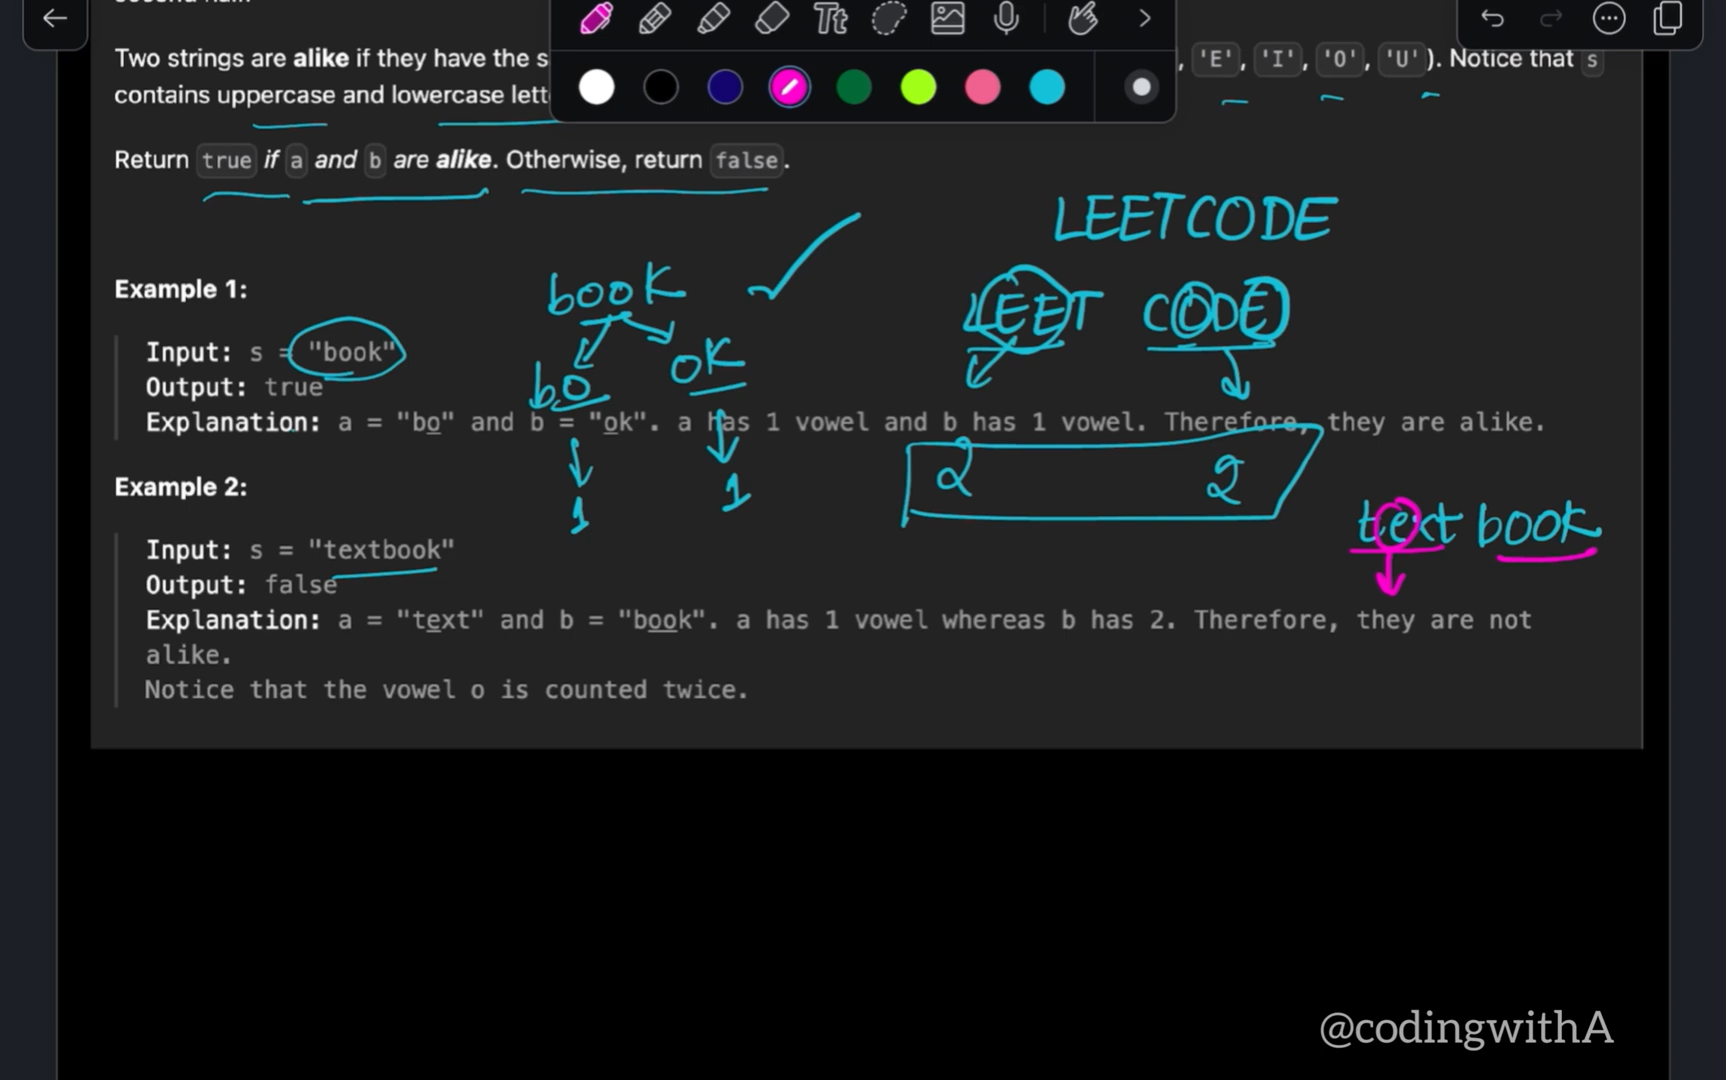 Tt
Two strings are alike if they have the s , 'E', 'I', 'O', 'U'). Notice that s
contains uppercase and lowercase lett
Return true if a and b are alike. Otherwise, return false.
LEETCODE
Example 1:
book
LEET CODE
Input: s = "book"
bo ok
Output: true
Explanation: a = "bo" and b = "ok". a has 1 vowel and b has 1 vowel. Therefore, they are alike.
1 1
2 2
Example 2:
text book
Input: s = "textbook"
Output: false
Explanation: a = "text" and b = "book". a has 1 vowel whereas b has 2. Therefore, they are not
alike.
Notice that the vowel o is counted twice.
@codingwithA